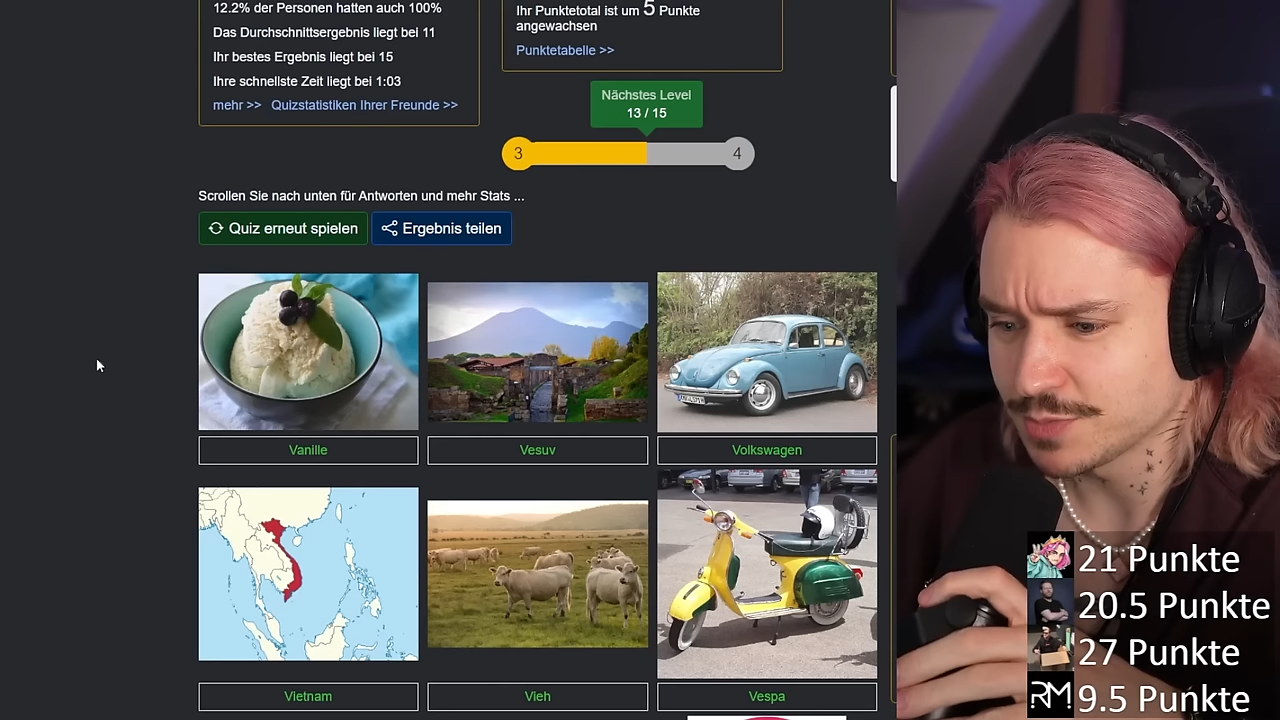 12.2% der Personen hatten auch 100%
Das Durchschnittsergebnis liegt bei 11
Ihr bestes Ergebnis liegt bei 15
Ihre schnellste Zeit liegt bei 1:03
mehr >> Quizstatistiken Ihrer Freunde >>
Ihr Punktetotal ist um 5 Punkte
angewachsen
Punktetabelle >>
Nächstes Level
13 / 15
3
4
Scrollen Sie nach unten für Antworten und mehr Stats ...
Quiz erneut spielen
Ergebnis teilen
Vanille
Vesuv
Volkswagen
Vietnam
Vieh
Vespa
21 Punkte
20.5 Punkte
27 Punkte
RM 9.5 Punkte